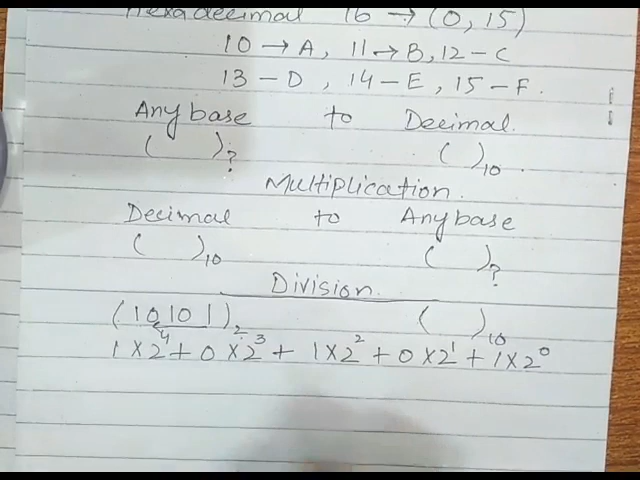 Hexadecimal 16 → (0, 15)
10 → A, 11 → B, 12 - C
13 - D, 14 - E, 15 - F.
Any base to Decimal.
( )? ( )₁₀
Multiplication.
Decimal to Any base
( )₁₀ ( )?
Division.
(10101)₂ ( )₁₀
1×2⁴ + 0×2³ + 1×2² + 0×2¹ + 1×2⁰